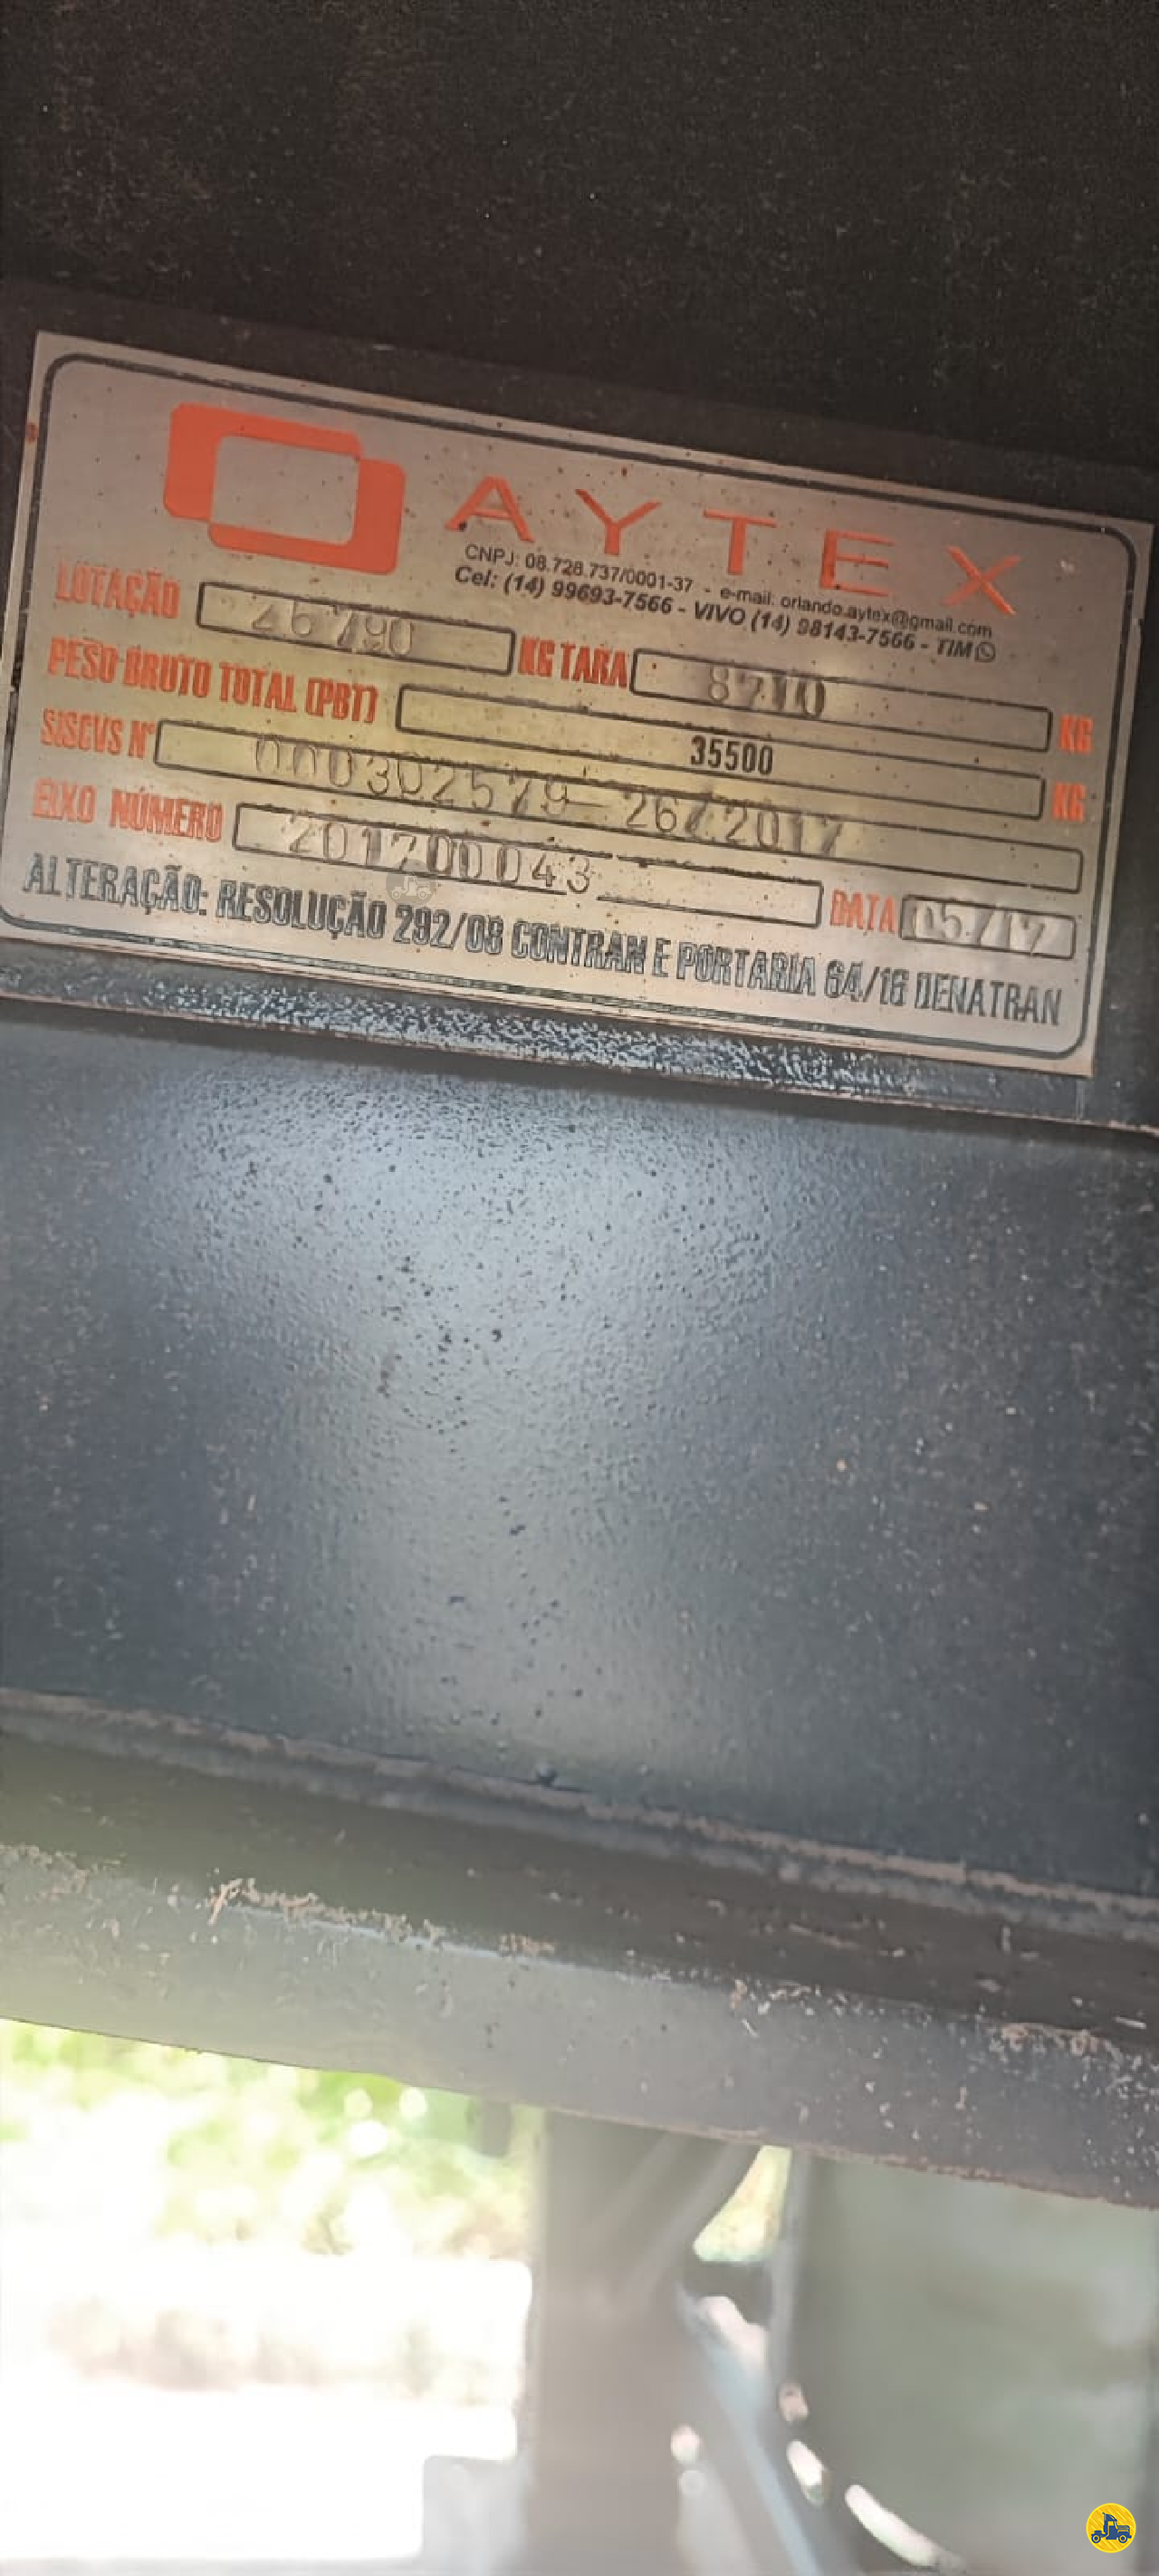 AYTEX
CNPJ: 08.728.737/0001-37 - e-mail: orlando.aytex@gmail.com
Cel: (14) 99693-7566 - VIVO (14) 98143-7566 - TIM
LOTAÇÃO 26790 KG TARA 8710 KG
PESO BRUTO TOTAL (PBT) 35500 KG
SISCVS Nº 000302579-26/2017
EIXO NÚMERO 201700043 DATA 05/17
ALTERAÇÃO: RESOLUÇÃO 292/08 CONTRAN E PORTARIA 64/16 DENATRAN